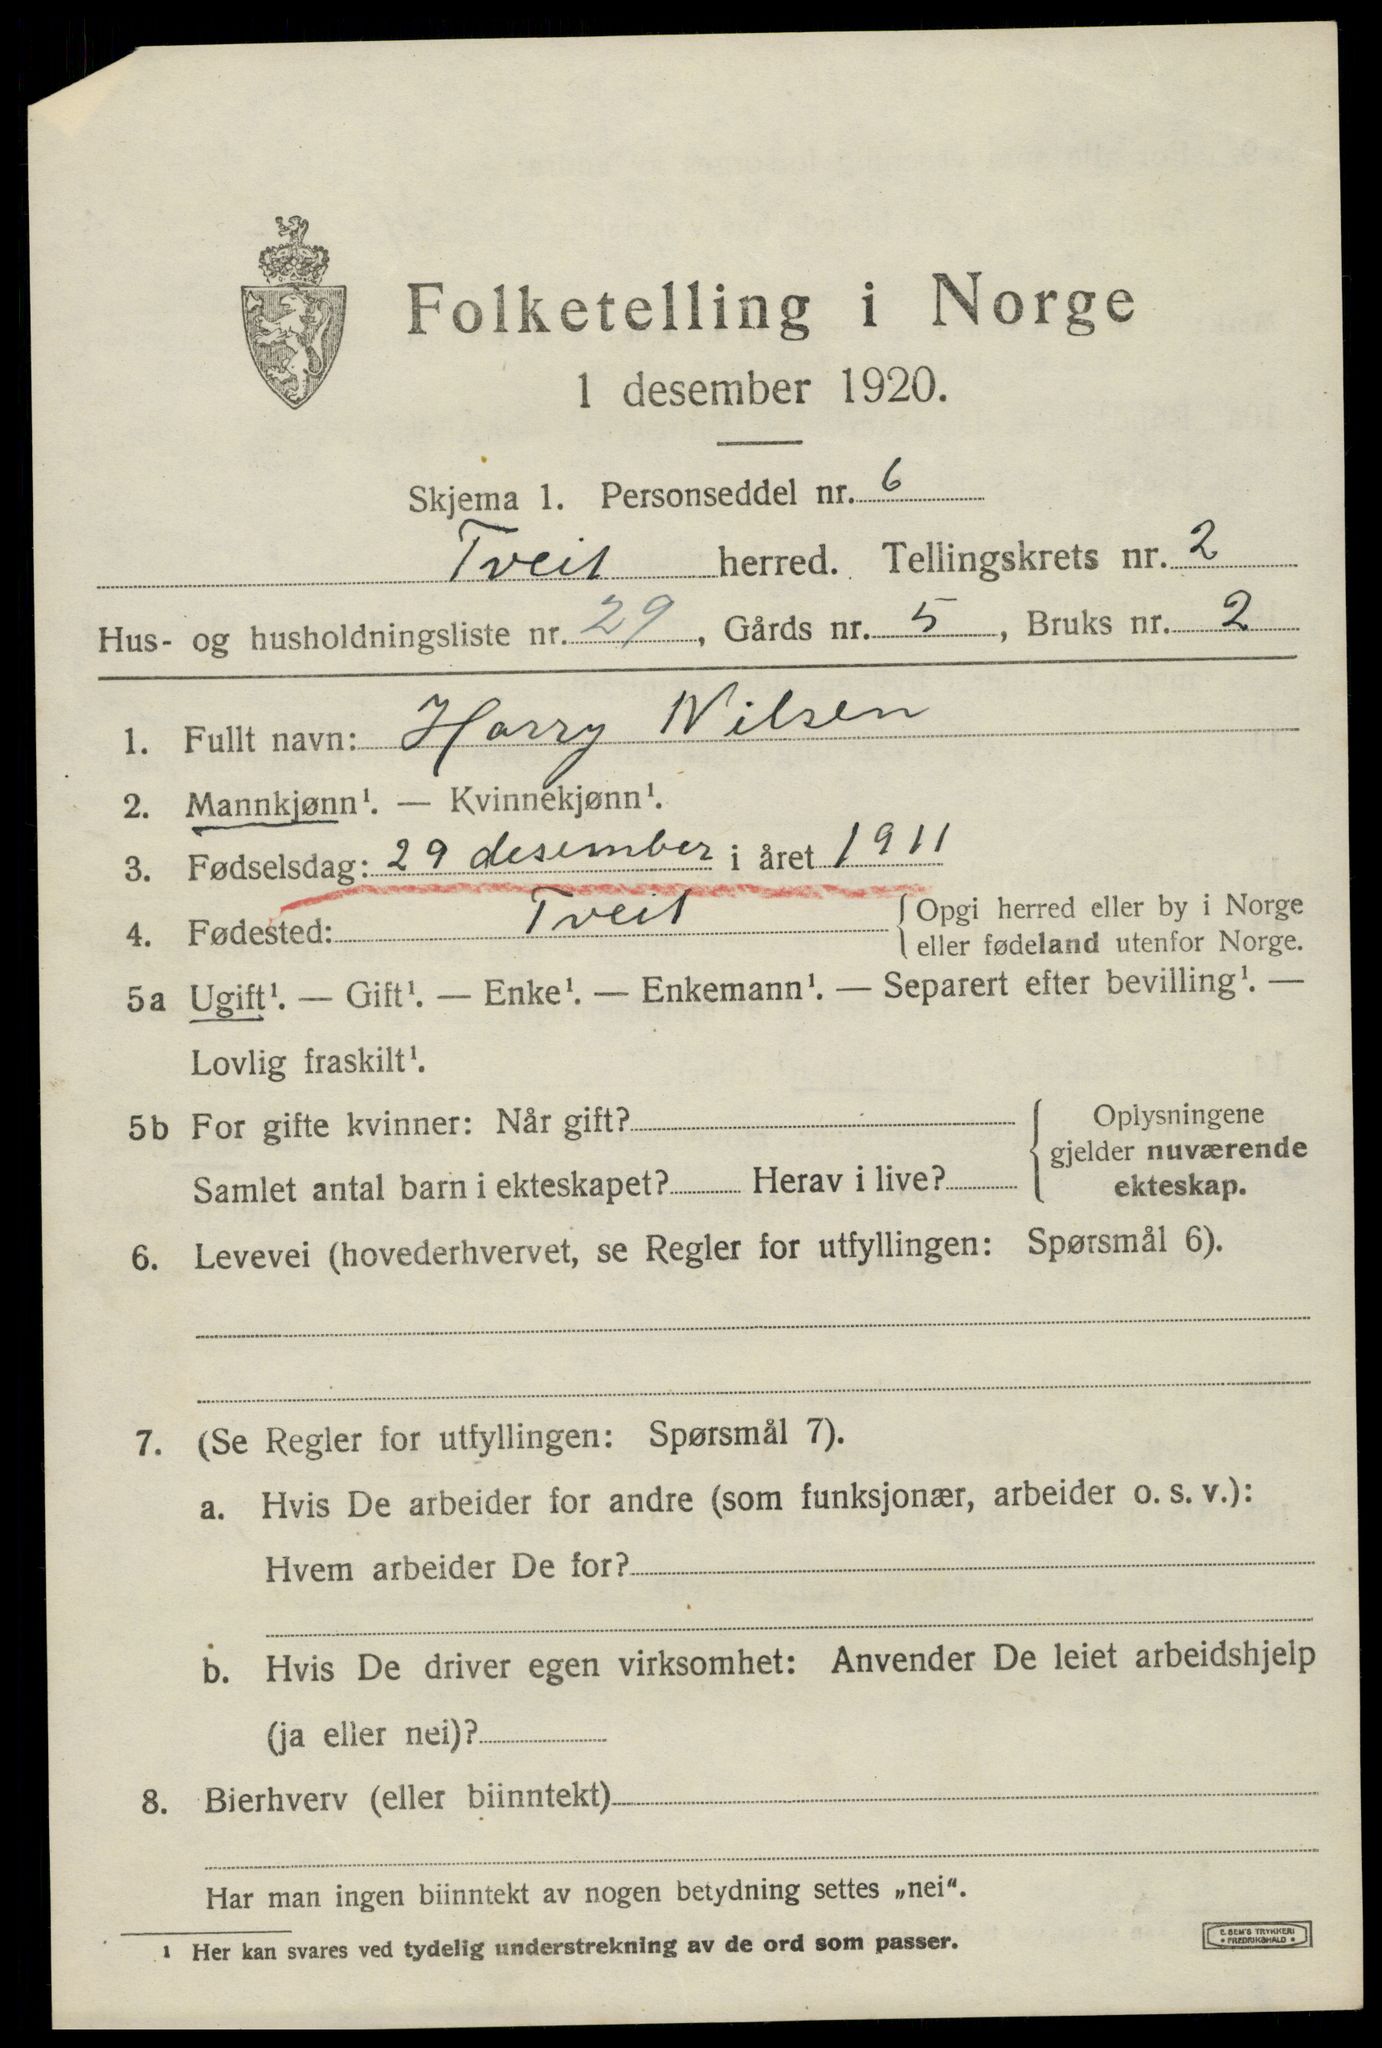 Folketelling i Norge
1 desember 1920.
Skjema 1. Personseddel nr. 6
Tveit herred. Tellingskrets nr. 2
Hus- og husholdningsliste nr. 29, Gårds nr. 5, Bruks nr. 2
1. Fullt navn: Harry Nilsen
2. Mannkjønn¹. — Kvinnekjønn¹.
3. Fødselsdag: 29 desember i året 1911
4. Fødested: Tveit { Opgi herred eller by i Norge
eller fødeland utenfor Norge.
5a Ugift¹. — Gift¹. — Enke¹. — Enkemann¹. — Separert efter bevilling¹. —
Lovlig fraskilt¹.
5b For gifte kvinner: Når gift? { Oplysningene
gjelder nuværende
Samlet antal barn i ekteskapet? Herav i live? ekteskap.
6. Levevei (hovederhvervet, se Regler for utfyllingen: Spørsmål 6).
7. (Se Regler for utfyllingen: Spørsmål 7).
a. Hvis De arbeider for andre (som funksjonær, arbeider o. s. v.):
Hvem arbeider De for?
b. Hvis De driver egen virksomhet: Anvender De leiet arbeidshjelp
(ja eller nei)?
8. Bierhverv (eller biinntekt)
Har man ingen biinntekt av nogen betydning settes „nei“.
¹ Her kan svares ved tydelig understrekning av de ord som passer.
E. SEM'S TRYKKERI
* FREDRIKSHALD *